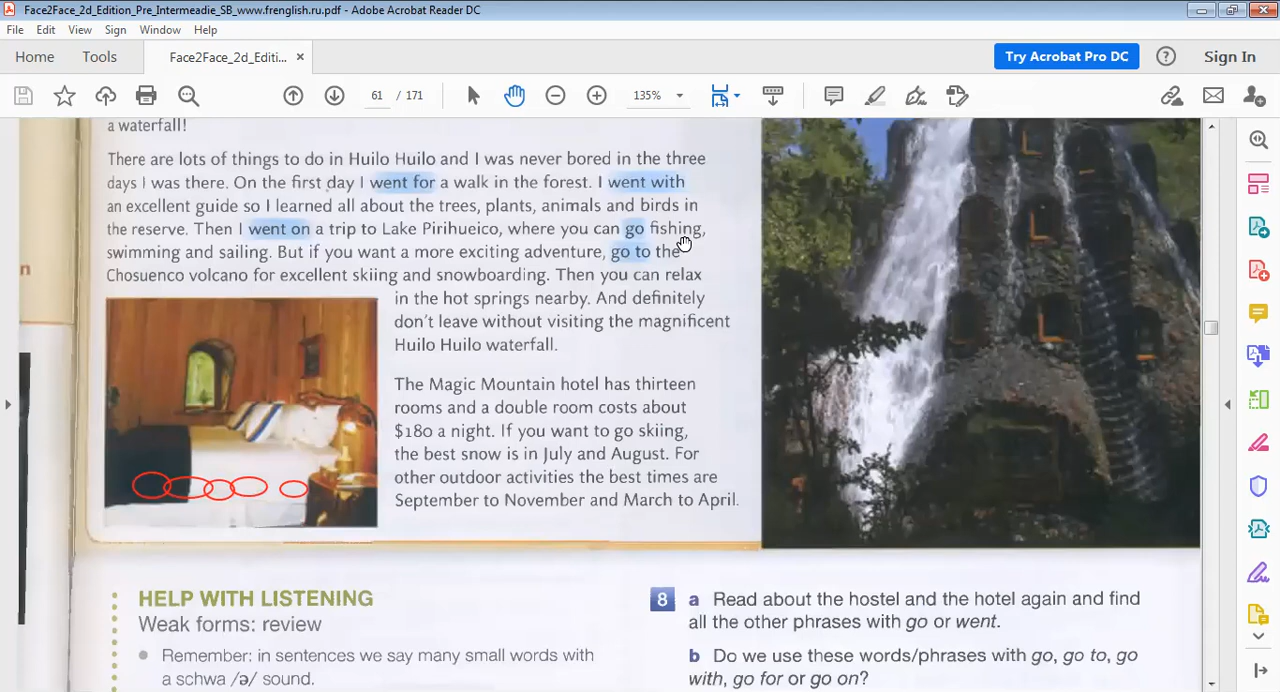 Face2Face_2d_Edition_Pre_Intermeadie_SB_www.frenglish.ru.pdf - Adobe Acrobat Reader DC
File Edit View Sign Window Help
Home Tools Face2Face_2d_Editi... × Try Acrobat Pro DC ? Sign In
61 / 171 135%
a waterfall!
There are lots of things to do in Huilo Huilo and I was never bored in the three
days I was there. On the first day I went for a walk in the forest. I went with
an excellent guide so I learned all about the trees, plants, animals and birds in
the reserve. Then I went on a trip to Lake Pirihueico, where you can go fishing,
swimming and sailing. But if you want a more exciting adventure, go to the
Chosuenco volcano for excellent skiing and snowboarding. Then you can relax
in the hot springs nearby. And definitely
don't leave without visiting the magnificent
Huilo Huilo waterfall.
The Magic Mountain hotel has thirteen
rooms and a double room costs about
$180 a night. If you want to go skiing,
the best snow is in July and August. For
other outdoor activities the best times are
September to November and March to April.
n
HELP WITH LISTENING
Weak forms: review
• Remember: in sentences we say many small words with
a schwa /ə/ sound.
8 a Read about the hostel and the hotel again and find
all the other phrases with go or went.
b Do we use these words/phrases with go, go to, go
with, go for or go on?